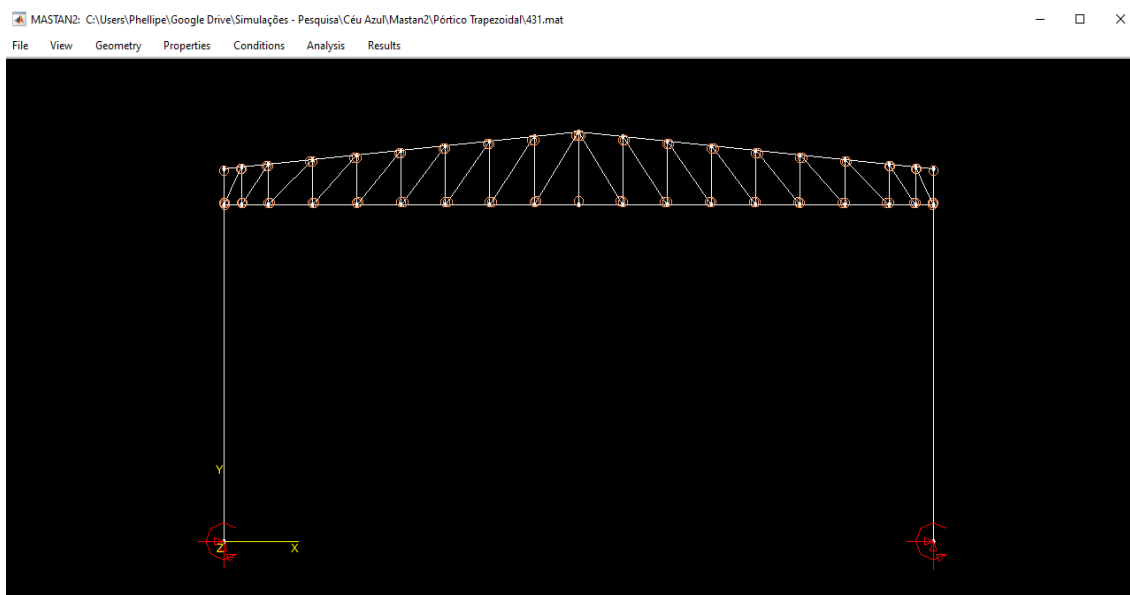 MASTAN2: C:\Users\Phellipe\Google Drive\Simulações - Pesquisa\Céu Azul\Mastan2\Pórtico Trapezoidal\431.mat
File View Geometry Properties Conditions Analysis Results
Y
Z X